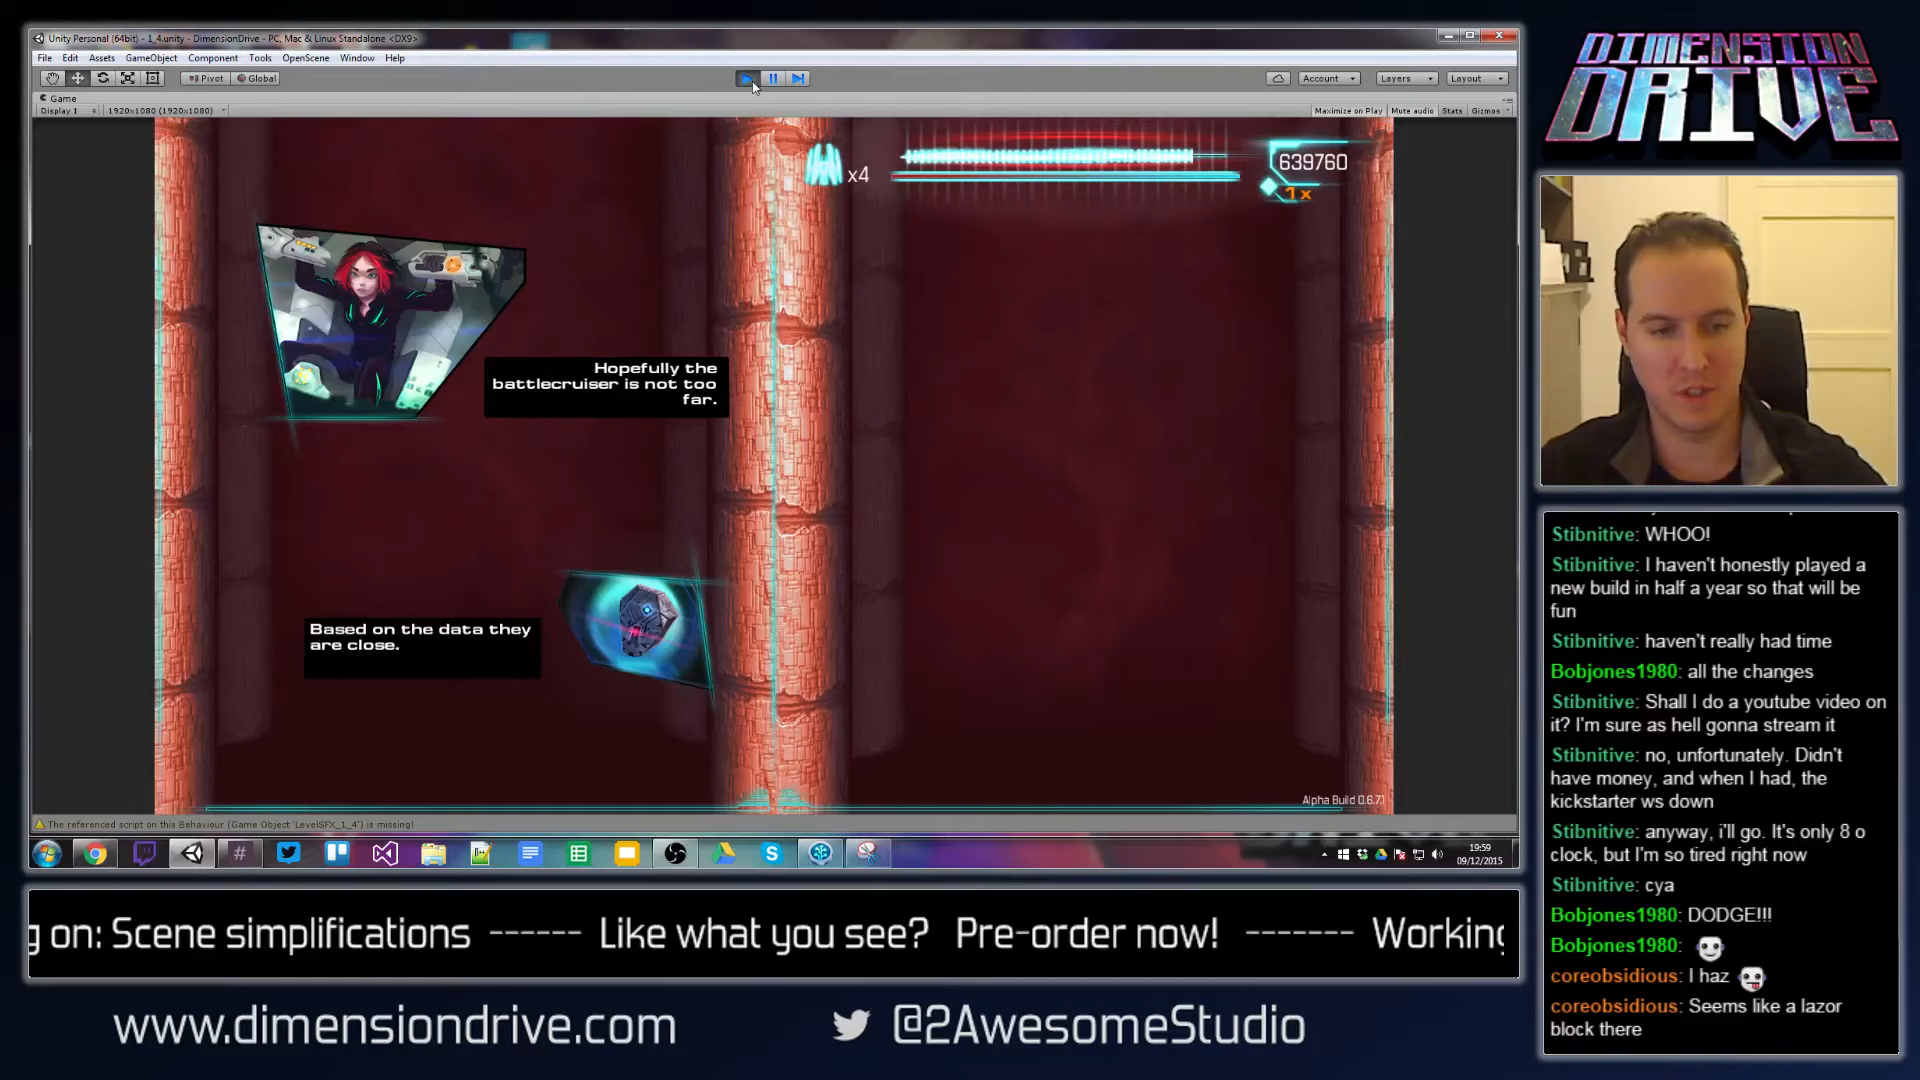 Unity Personal (64bit) - 1_4.unity - DimensionDrive - PC, Mac & Linux Standalone <DX9>
File Edit Assets GameObject Component Tools OpenScene Window Help
Pivot Global
Account Layers Layout
Game
Display 1 1920x1080 (1920x1080)
Maximize on Play Mute audio Stats Gizmos
x4
639760
1x
Hopefully the
battlecruiser is not too
far.
Based on the data they
are close.
Alpha Build 0.6.7.1
The referenced script on this Behaviour (Game Object 'LevelSFX_1_4') is missing!
19:59
09/12/2015
g on: Scene simplifications ------ Like what you see? Pre-order now! ------- Working
www.dimensiondrive.com
@2AwesomeStudio
DIMENSION
DRIVE
Stibnitive: WHOO!
Stibnitive: I haven't honestly played a
new build in half a year so that will be
fun
Stibnitive: haven't really had time
Bobjones1980: all the changes
Stibnitive: Shall I do a youtube video on
it? I'm sure as hell gonna stream it
Stibnitive: no, unfortunately. Didn't
have money, and when I had, the
kickstarter ws down
Stibnitive: anyway, i'll go. It's only 8 o
clock, but I'm so tired right now
Stibnitive: cya
Bobjones1980: DODGE!!!
Bobjones1980:
coreobsidious: I haz
coreobsidious: Seems like a lazor
block there